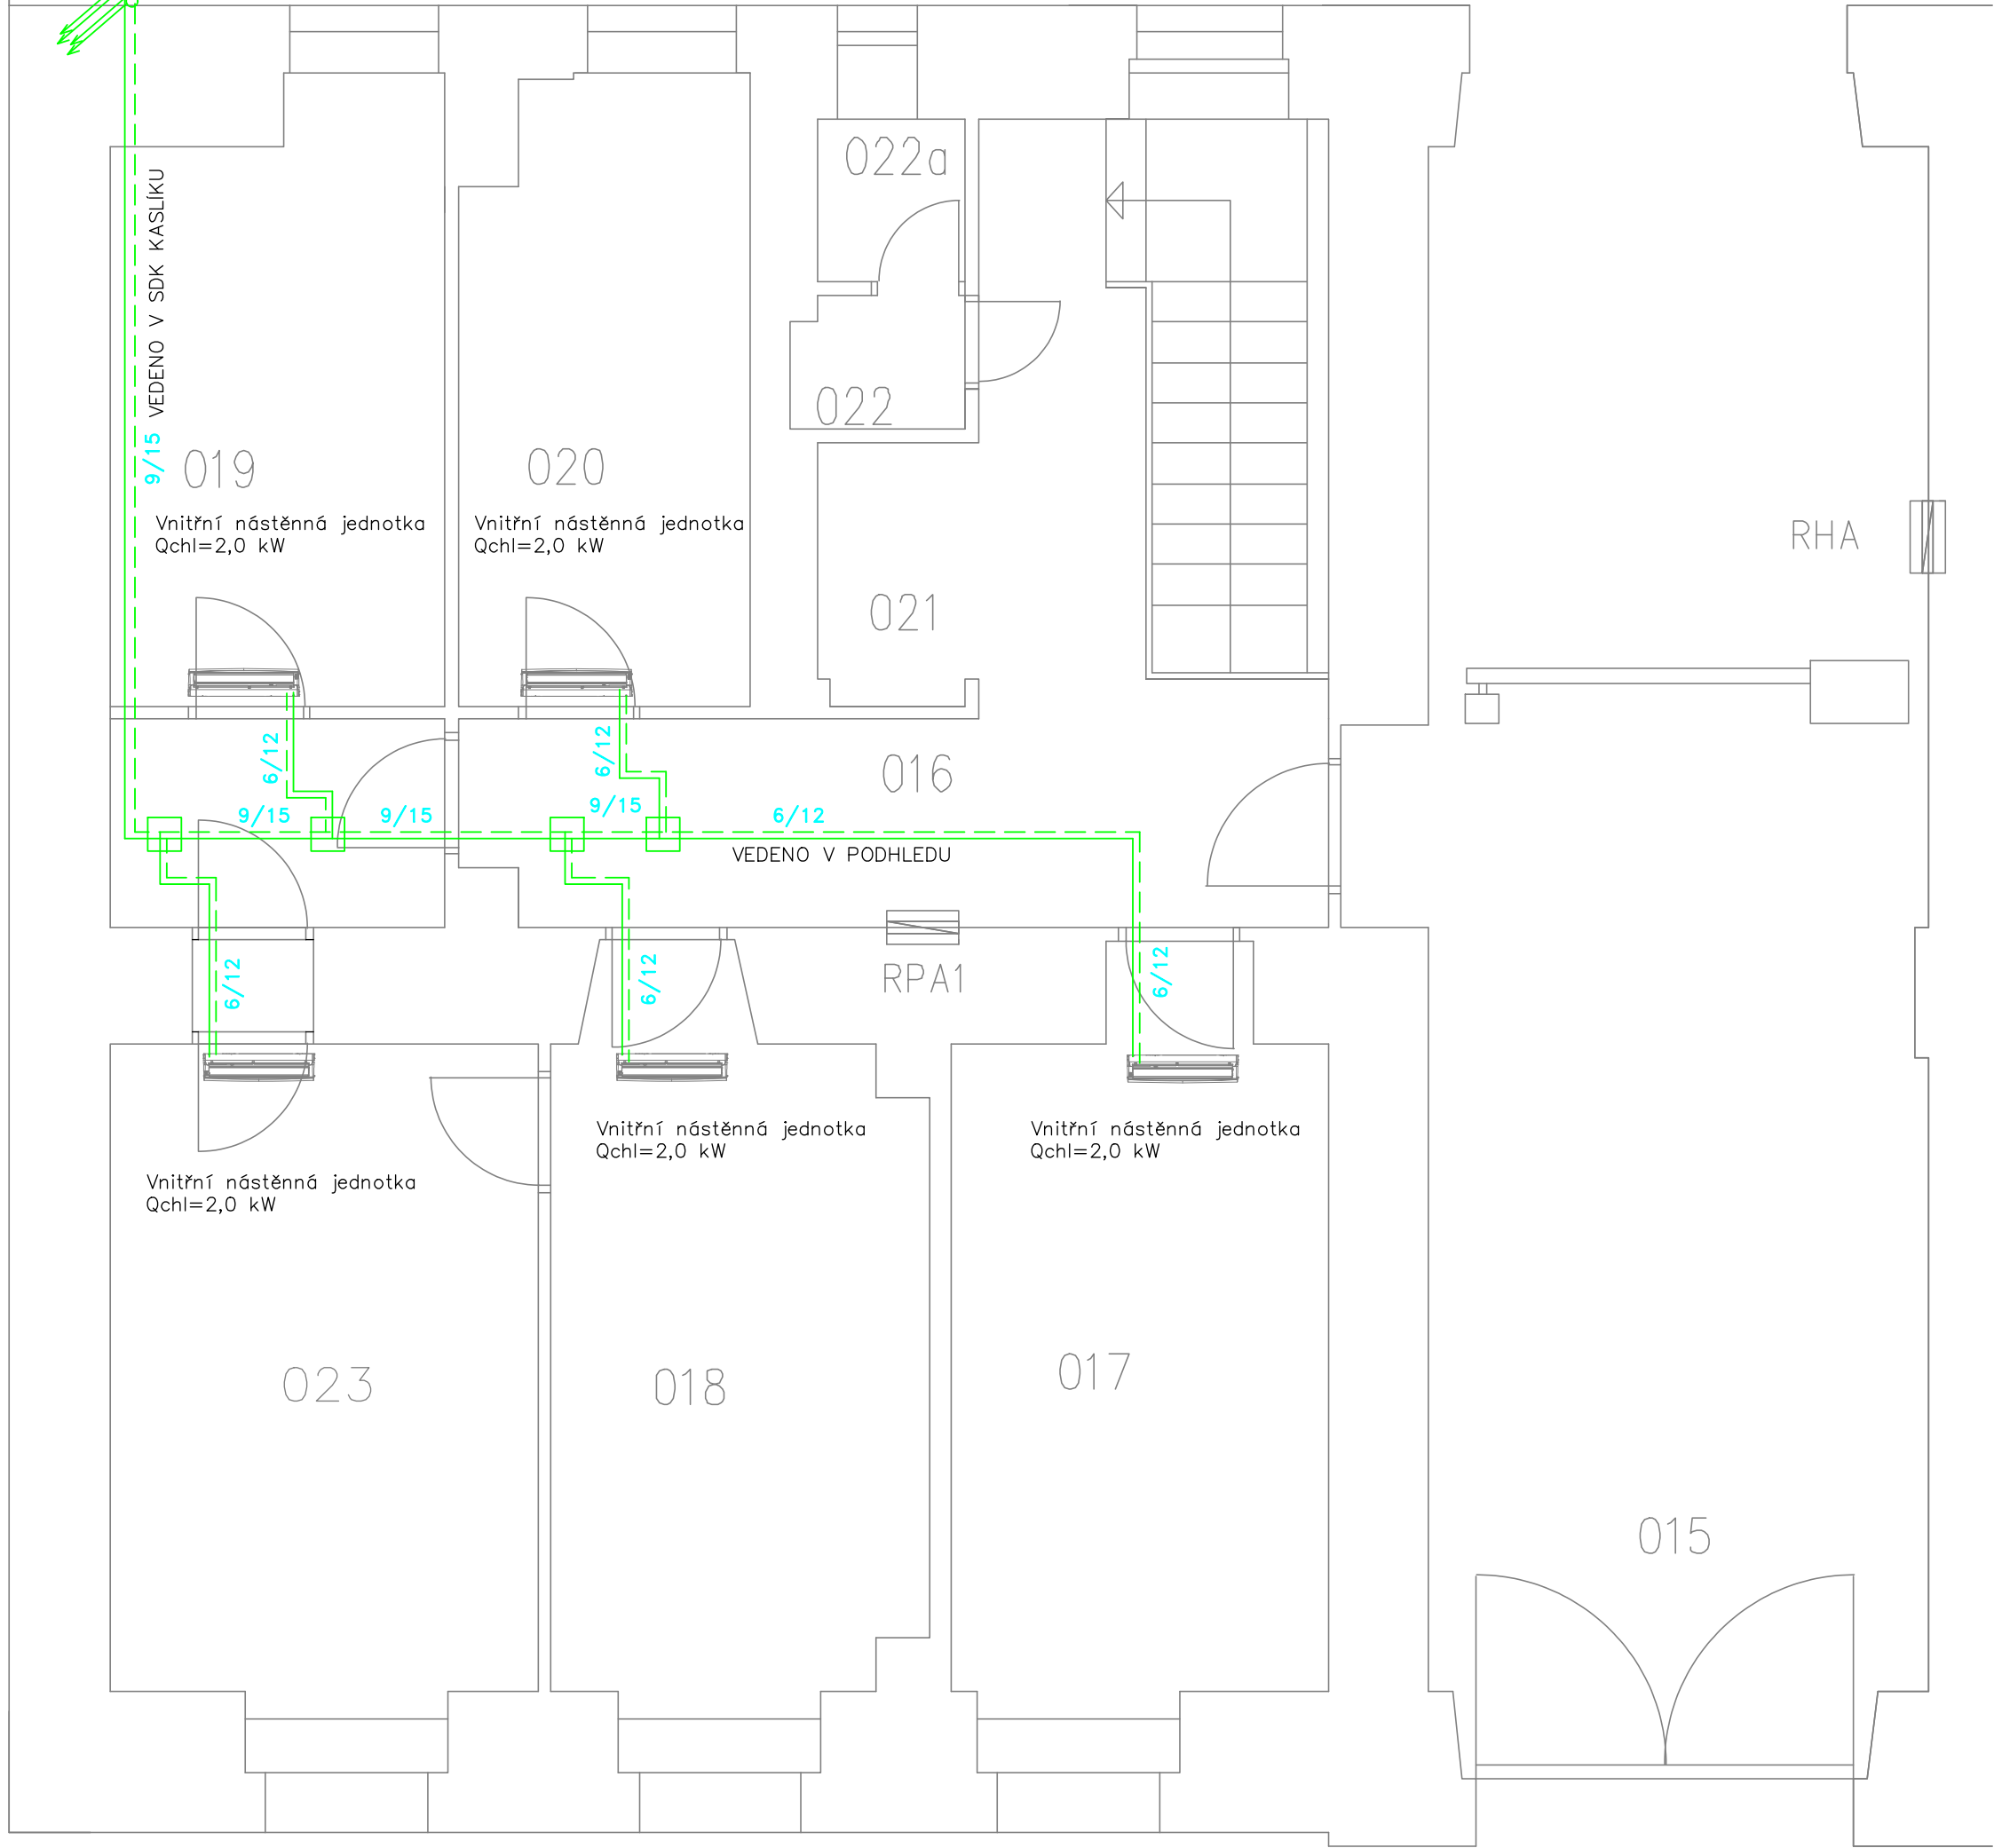 022a
VEDENO V SDK KASLÍKU
9/15
022
019
020
Vnitřní nástěnná jednotka
Qchl=2,0 kW
Vnitřní nástěnná jednotka
Qchl=2,0 kW
RHA
021
6/12
6/12
016
9/15
9/15
9/15
6/12
VEDENO V PODHLEDU
6/12
6/12
6/12
RPA1
Vnitřní nástěnná jednotka
Qchl=2,0 kW
Vnitřní nástěnná jednotka
Qchl=2,0 kW
Vnitřní nástěnná jednotka
Qchl=2,0 kW
023
018
017
015